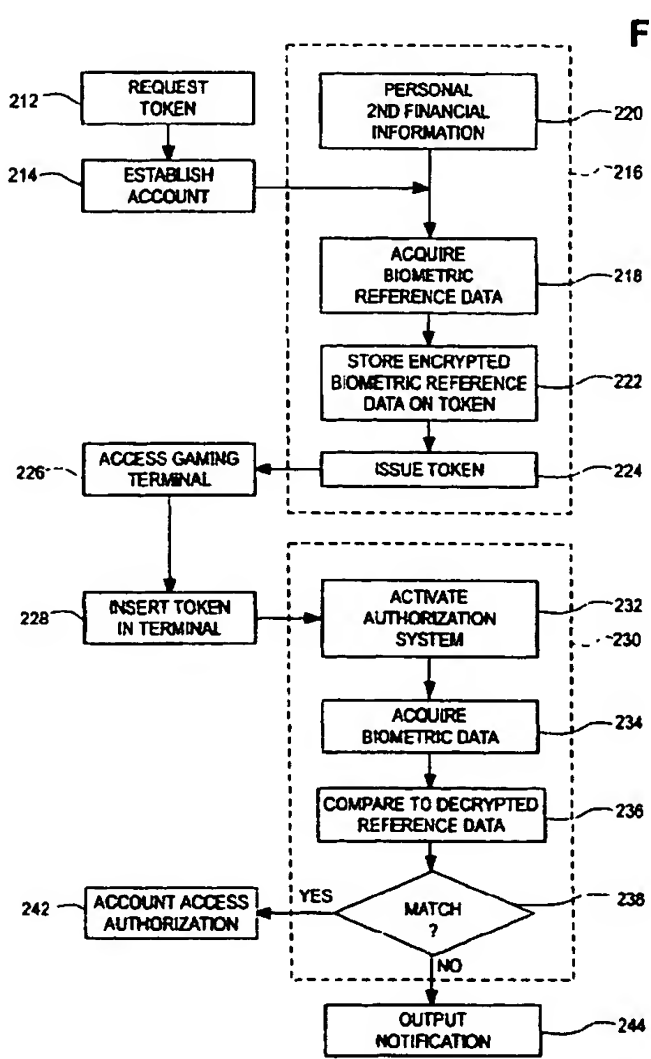 F
212
REQUEST
TOKEN
214
ESTABLISH
ACCOUNT
PERSONAL
2ND FINANCIAL
INFORMATION
220
216
ACQUIRE
BIOMETRIC
REFERENCE DATA
218
STORE ENCRYPTED
BIOMETRIC REFERENCE
DATA ON TOKEN
222
ISSUE TOKEN
224
226
ACCESS GAMING
TERMINAL
228
INSERT TOKEN
IN TERMINAL
ACTIVATE
AUTHORIZATION
SYSTEM
232
230
ACQUIRE
BIOMETRIC DATA
234
COMPARE TO DECRYPTED
REFERENCE DATA
236
MATCH
?
238
YES
242
ACCOUNT ACCESS
AUTHORIZATION
NO
OUTPUT
NOTIFICATION
244